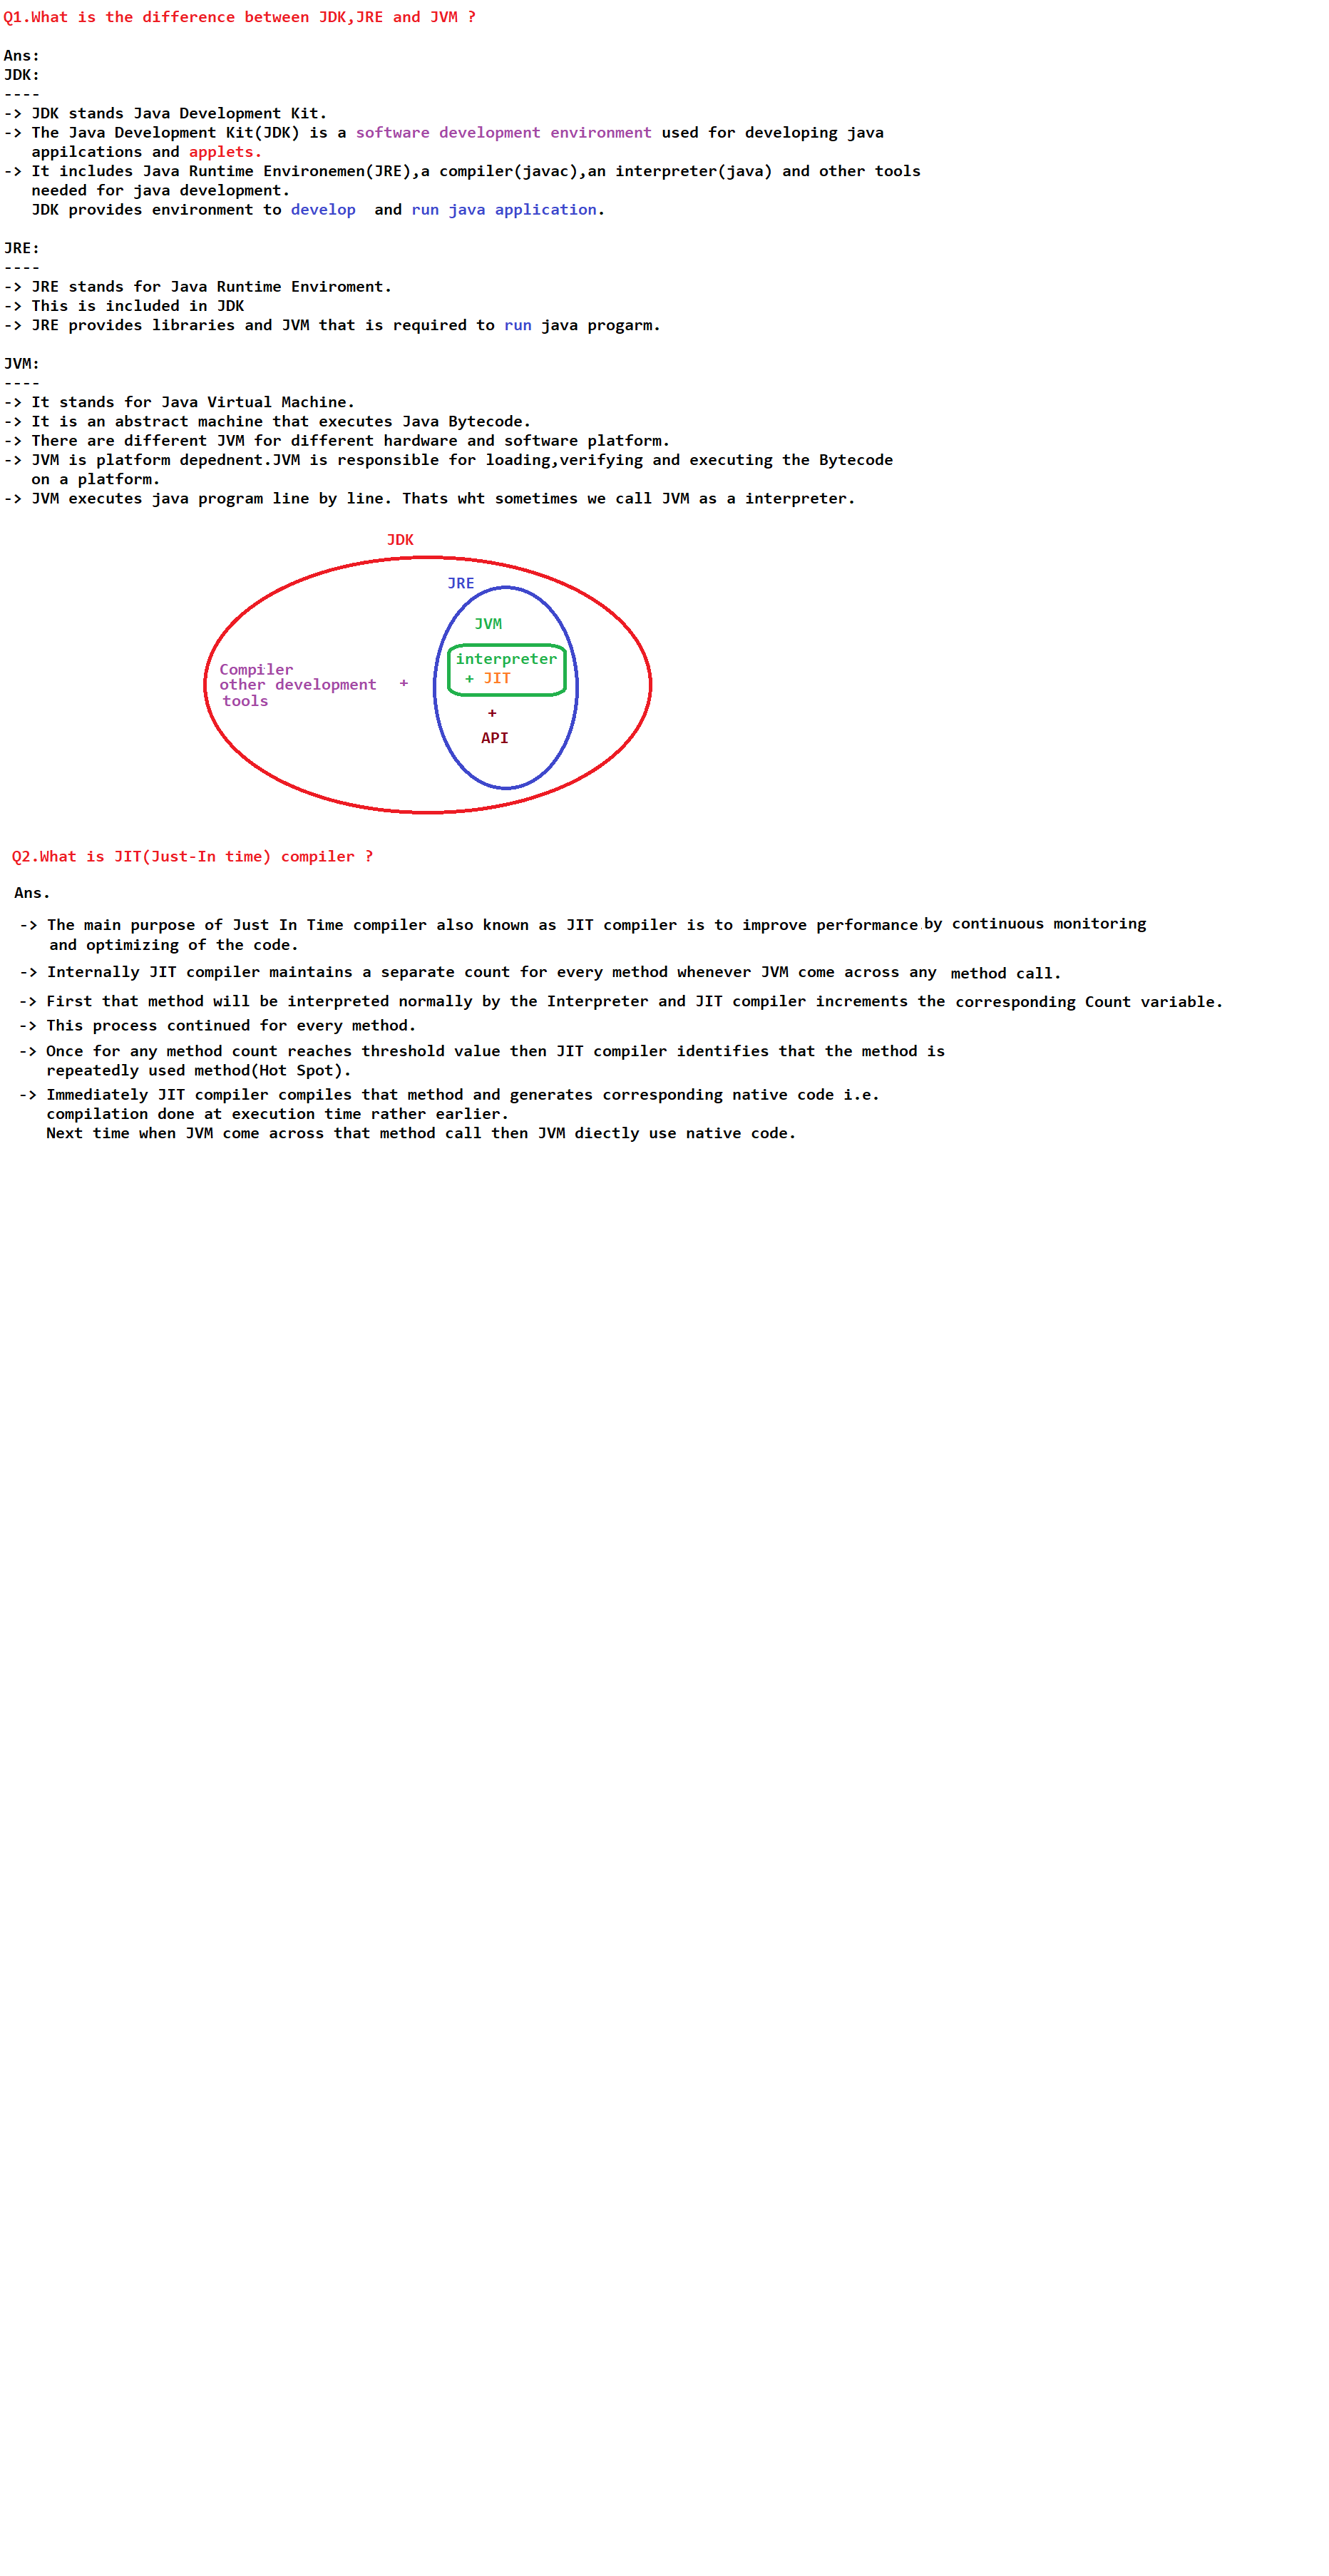 Q1.What is the difference between JDK,JRE and JVM ?
Ans:
JDK:
----
-> JDK stands Java Development Kit.
-> The Java Development Kit(JDK) is a software development environment used for developing java
appilcations and applets.
-> It includes Java Runtime Environemen(JRE),a compiler(javac),an interpreter(java) and other tools
needed for java development.
JDK provides environment to develop  and run java application.
JRE:
----
-> JRE stands for Java Runtime Enviroment.
-> This is included in JDK
-> JRE provides libraries and JVM that is required to run java progarm.
JVM:
----
-> It stands for Java Virtual Machine.
-> It is an abstract machine that executes Java Bytecode.
-> There are different JVM for different hardware and software platform.
-> JVM is platform depednent.JVM is responsible for loading,verifying and executing the Bytecode
on a platform.
-> JVM executes java program line by line. Thats wht sometimes we call JVM as a interpreter.
JDK
JRE
JVM
interpreter
+ JIT
Compiler
other development +
tools
+
API
Q2.What is JIT(Just-In time) compiler ?
Ans.
-> The main purpose of Just In Time compiler also known as JIT compiler is to improve performance by continuous monitoring
and optimizing of the code.
-> Internally JIT compiler maintains a separate count for every method whenever JVM come across any method call.
-> First that method will be interpreted normally by the Interpreter and JIT compiler increments the corresponding Count variable.
-> This process continued for every method.
-> Once for any method count reaches threshold value then JIT compiler identifies that the method is
repeatedly used method(Hot Spot).
-> Immediately JIT compiler compiles that method and generates corresponding native code i.e.
compilation done at execution time rather earlier.
Next time when JVM come across that method call then JVM diectly use native code.